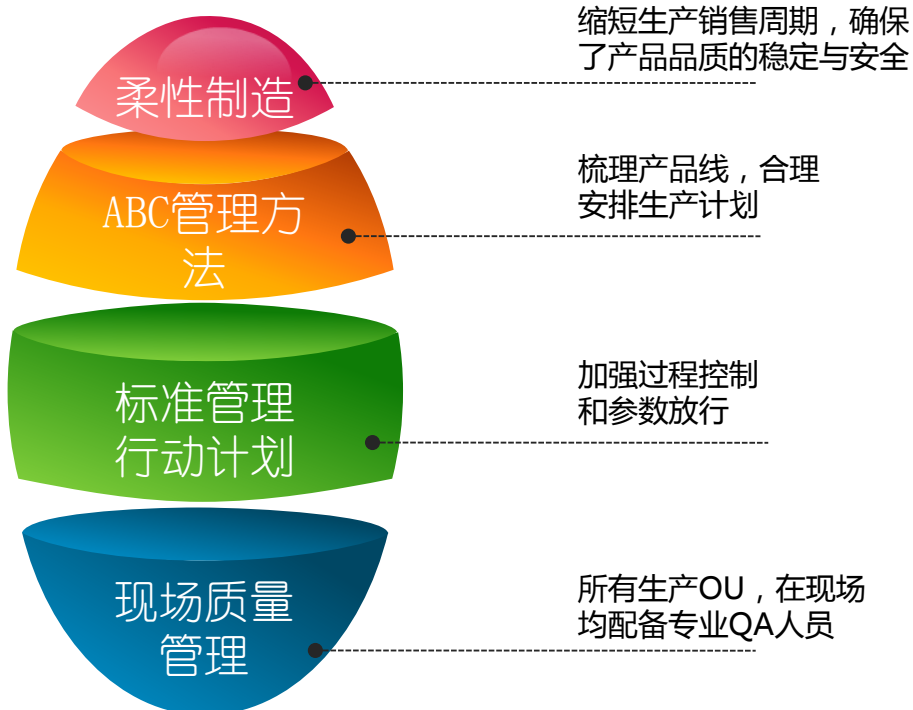 缩短生产销售周期，确保
了产品品质的稳定与安全
柔性制造
梳理产品线，合理
安排生产计划
ABC管理方
法
加强过程控制
和参数放行
标准管理
行动计划
所有生产OU，在现场
均配备专业QA人员
现场质量
管理